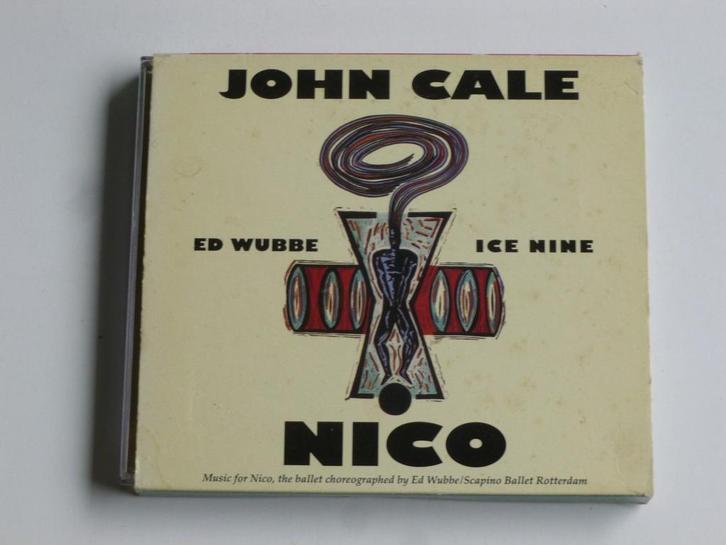 JOHN CALE
ED WUBBE ICE NINE
NICO
Music for Nico, the ballet choreographed by Ed Wubbe/Scapino Ballet Rotterdam